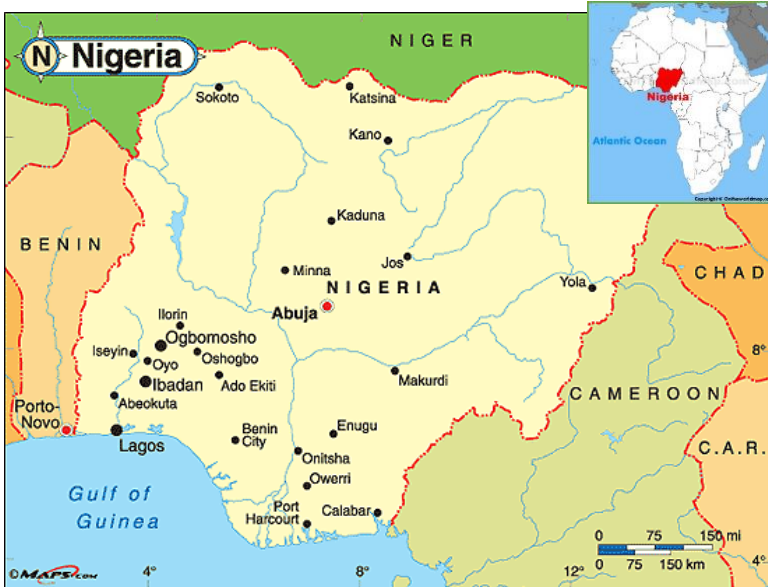 N Nigeria
NIGER
Sokoto
Katsina
Kano
Nigeria
Atlantic Ocean
BENIN
Kaduna
Jos
Minna
NIGERIA
Yola
CHAD
Abuja
Ilorin
Ogbomosho
Iseyin
Oshogbo
Oyo
Ibadan
Ado Ekiti
Makurdi
8°
CAMEROON
Abeokuta
Porto-
Novo
Lagos
Benin
City
Enugu
Onitsha
C.A.R.
Owerri
Gulf of
Guinea
Port
Harcourt
Calabar
0 75 150 mi
0 75 150 km
©MAPS.COM
4°
8°
12°
4°